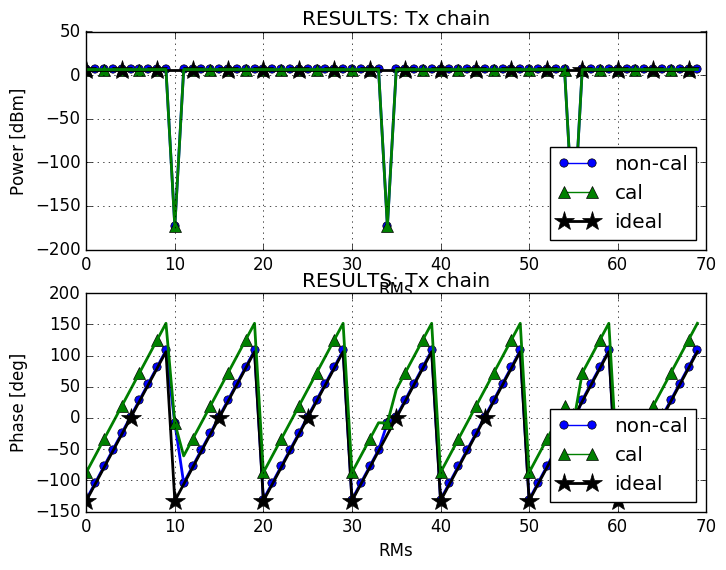 RESULTS: Tx chain
50
0
−50
−100
−150
−200
Power [dBm]
non-cal
cal
ideal
0 10 20 30 40 50 60 70
RMs
RESULTS: Tx chain
200
150
100
50
0
−50
−100
−150
Phase [deg]
non-cal
cal
ideal
0 10 20 30 40 50 60 70
RMs